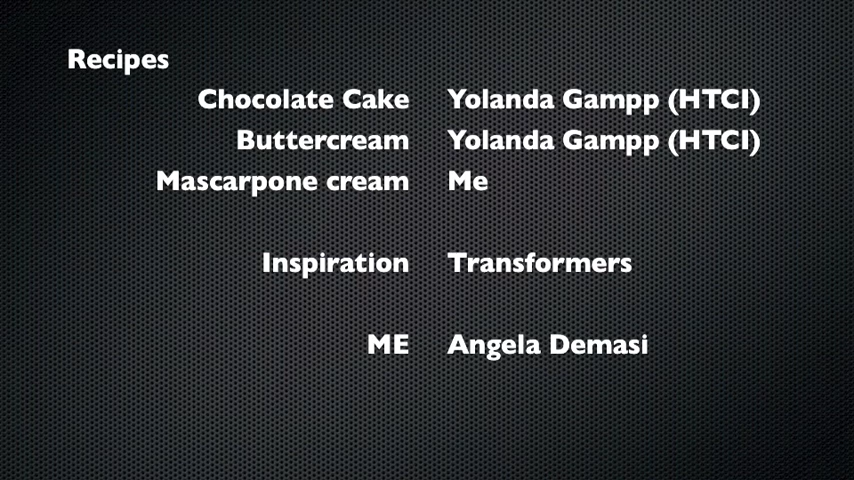 Recipes
Chocolate Cake Yolanda Gampp (HTCI)
Buttercream Yolanda Gampp (HTCI)
Mascarpone cream Me
Inspiration Transformers
ME Angela Demasi